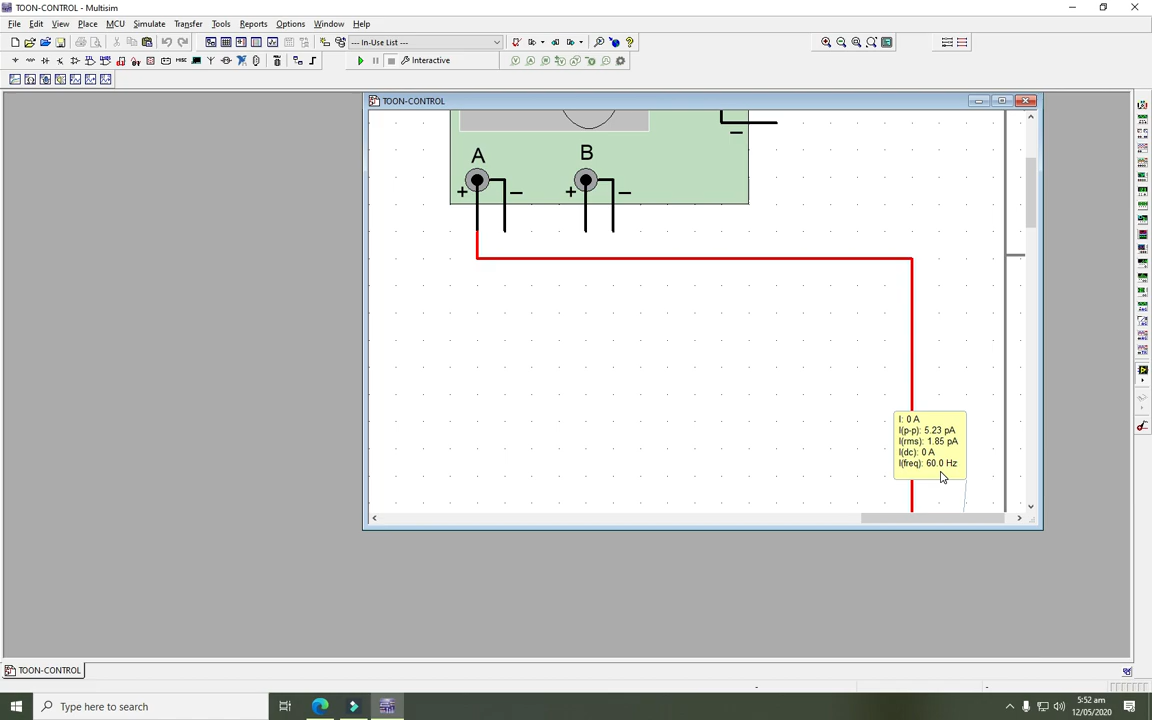 TOON-CONTROL - Multisim
File Edit View Place MCU Simulate Transfer Tools Reports Options Window Help
--- In-Use List ---
Interactive
TOON-CONTROL
A B
+ − + − −
I: 0 A
I(p-p): 5.23 pA
I(rms): 1.85 pA
I(dc): 0 A
I(freq): 60.0 Hz
TOON-CONTROL
- -
Type here to search
5:52 am
12/05/2020